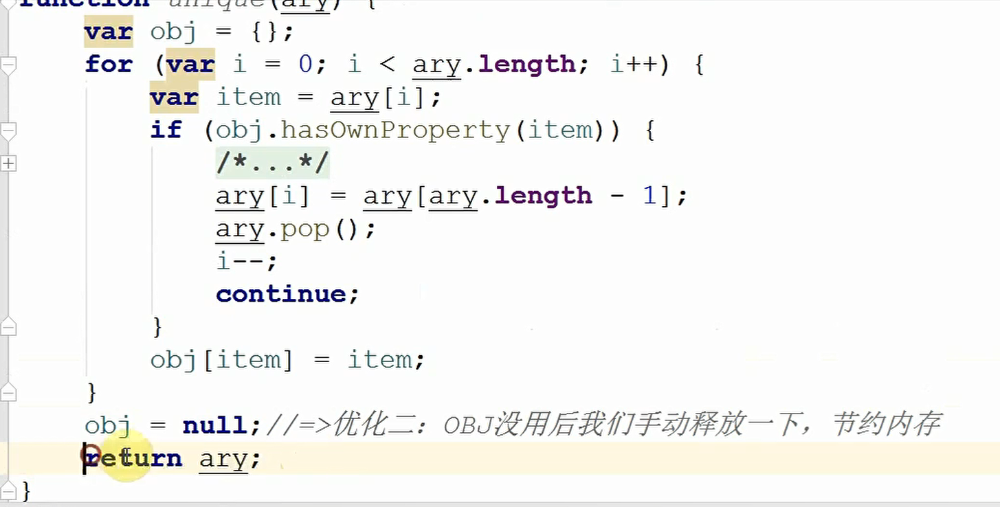 function unique(ary) {
var obj = {};
for (var i = 0; i < ary.length; i++) {
var item = ary[i];
if (obj.hasOwnProperty(item)) {
/*...*/
ary[i] = ary[ary.length - 1];
ary.pop();
i--;
continue;
}
obj[item] = item;
}
obj = null;//=>优化二：OBJ没用后我们手动释放一下，节约内存
return ary;
}